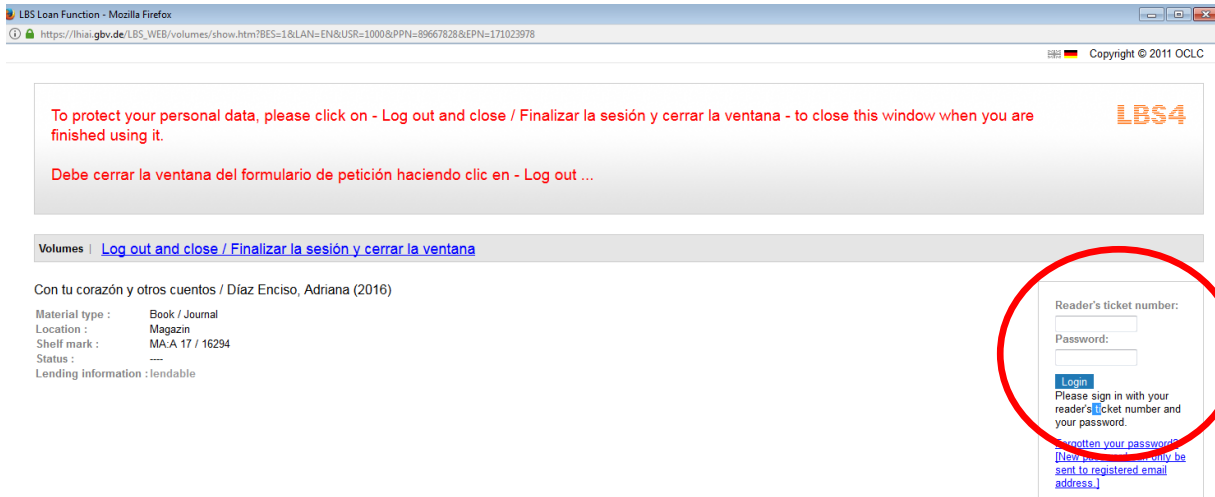 LBS Loan Function - Mozilla Firefox
https://lhiai.gbv.de/LBS_WEB/volumes/show.htm?BES=1&LAN=EN&USR=1000&PPN=89667828&EPN=171023978
Copyright © 2011 OCLC
To protect your personal data, please click on - Log out and close / Finalizar la sesión y cerrar la ventana - to close this window when you are
finished using it.
LBS4
Debe cerrar la ventana del formulario de petición haciendo clic en - Log out ...
Volumes | Log out and close / Finalizar la sesión y cerrar la ventana
Con tu corazón y otros cuentos / Díaz Enciso, Adriana (2016)
Material type : Book / Journal
Location : Magazin
Shelf mark : MA:A 17 / 16294
Status : ----
Lending information : lendable
Reader's ticket number:
Password:
Login
Please sign in with your
reader's ticket number and
your password.
Forgotten your password?
[New only be
sent to registered email
address.]